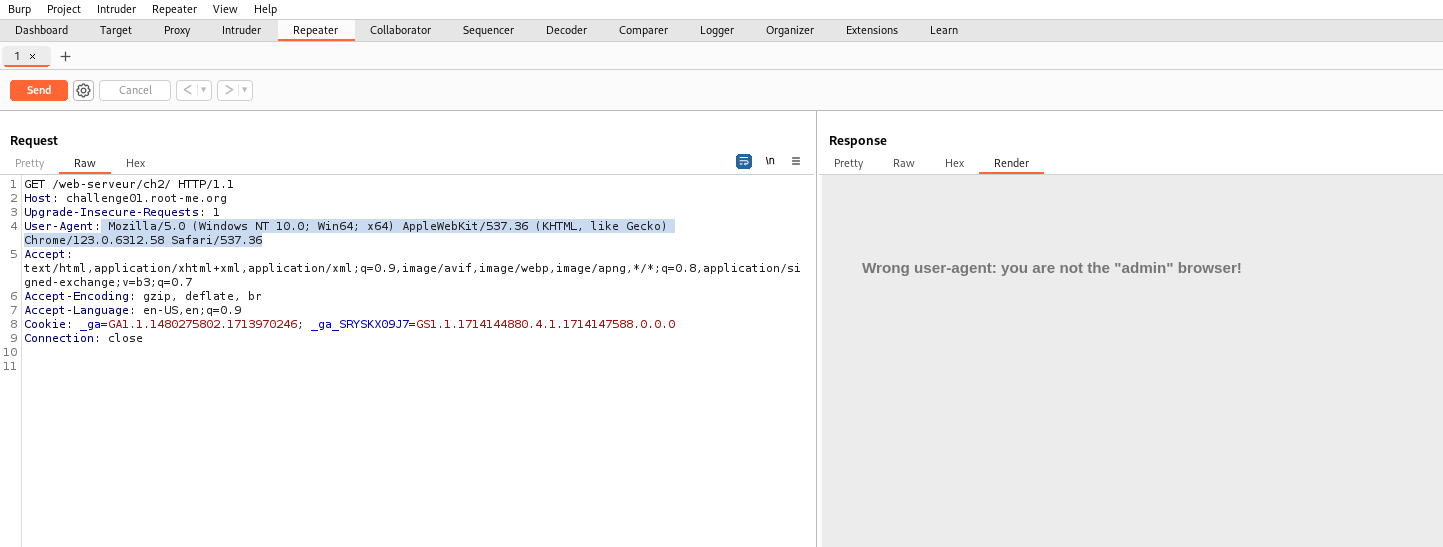 Burp Project Intruder Repeater View Help
Dashboard Target Proxy Intruder Repeater Collaborator Sequencer Decoder Comparer Logger Organizer Extensions Learn
1 × +
Send Cancel < ▾ > ▾
Request
Pretty Raw Hex \n
1 GET /web-serveur/ch2/ HTTP/1.1
2 Host: challenge01.root-me.org
3 Upgrade-Insecure-Requests: 1
4 User-Agent: Mozilla/5.0 (Windows NT 10.0; Win64; x64) AppleWebKit/537.36 (KHTML, like Gecko)
Chrome/123.0.6312.58 Safari/537.36
5 Accept:
text/html,application/xhtml+xml,application/xml;q=0.9,image/avif,image/webp,image/apng,*/*;q=0.8,application/si
gned-exchange;v=b3;q=0.7
6 Accept-Encoding: gzip, deflate, br
7 Accept-Language: en-US,en;q=0.9
8 Cookie: _ga=GA1.1.1480275802.1713970246; _ga_SRYSKX09J7=GS1.1.1714144880.4.1.1714147588.0.0.0
9 Connection: close
10
11
Response
Pretty Raw Hex Render
Wrong user-agent: you are not the "admin" browser!